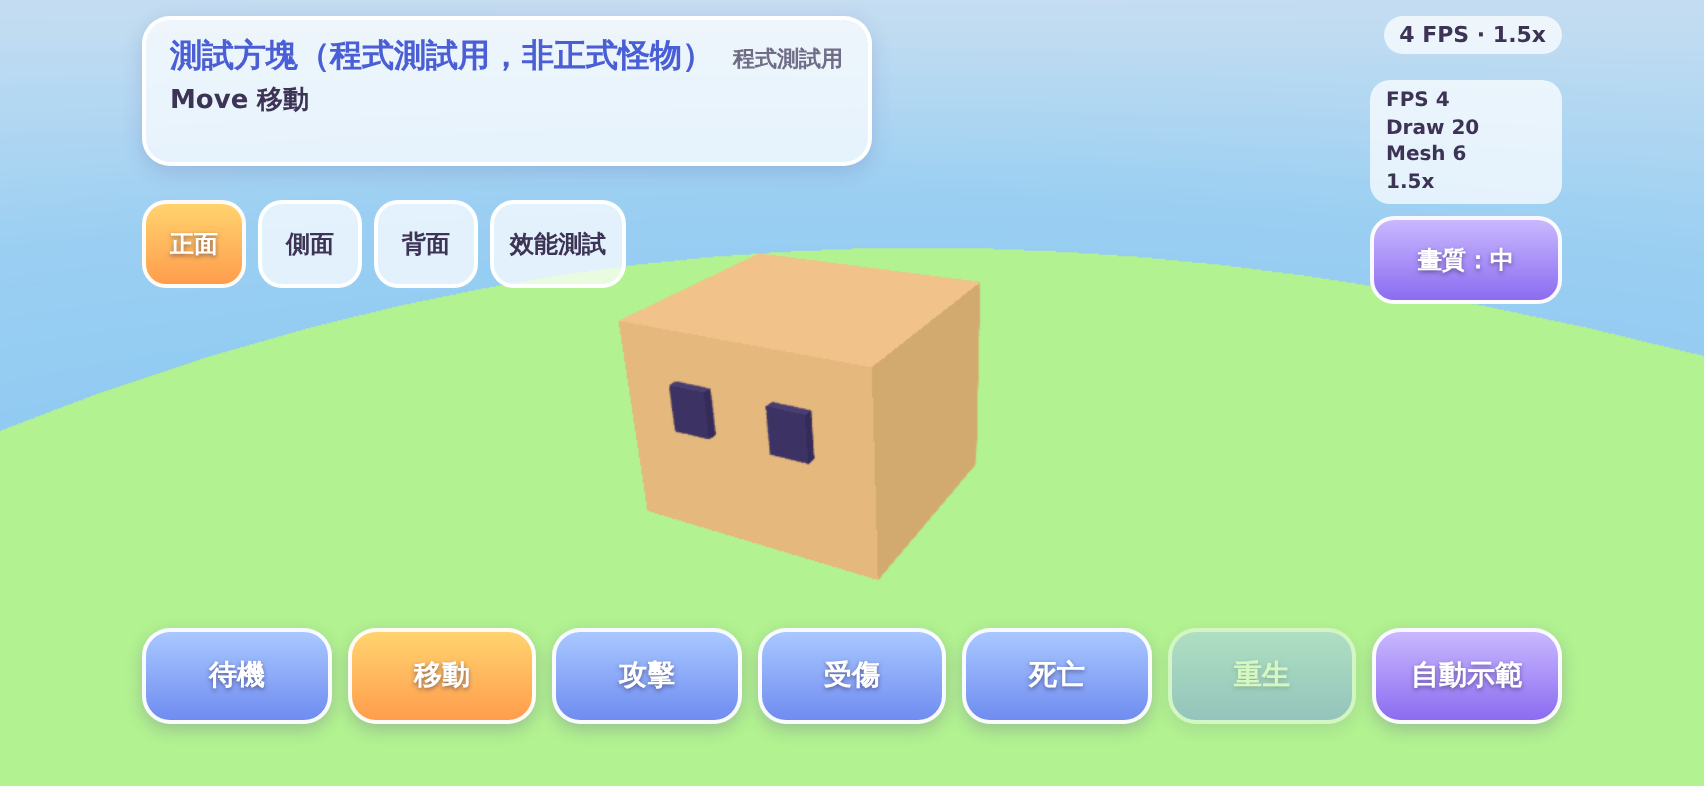 測試方塊（程式測試用，非正式怪物） 程式測試用
Move 移動
4 FPS · 1.5x
FPS 4
Draw 20
Mesh 6
1.5x
正面 側面 背面 效能測試
畫質：中
待機 移動 攻擊 受傷 死亡 重生 自動示範